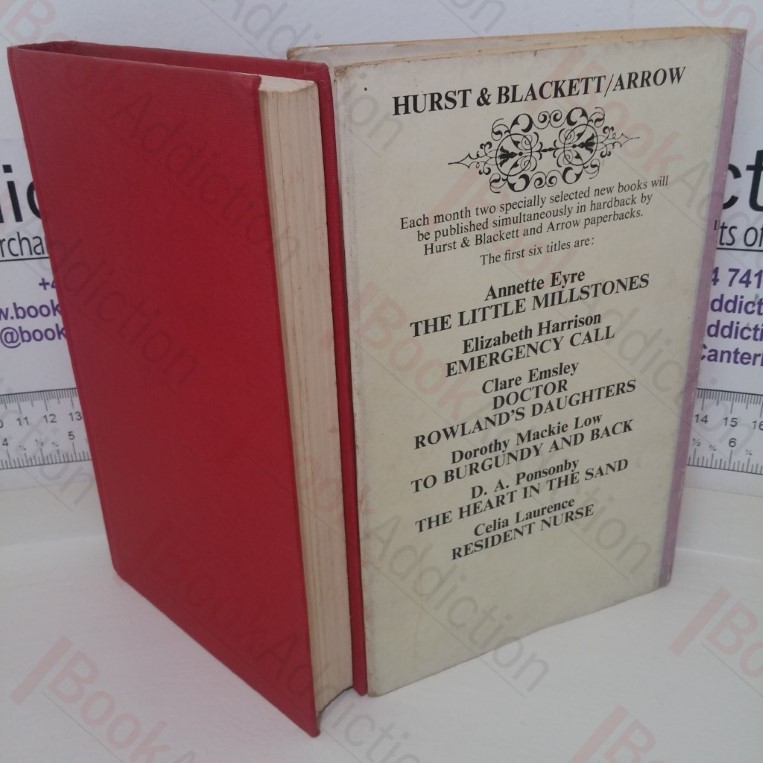 HURST & BLACKETT/ARROW
Each month two specially selected new books will
be published simultaneously in hardback by
Hurst & Blackett and Arrow paperbacks.
The first six titles are:
Annette Eyre
THE LITTLE MILLSTONES
Elizabeth Harrison
EMERGENCY CALL
Clare Emsley
DOCTOR
ROWLAND'S DAUGHTERS
Dorothy Mackie Low
TO BURGUNDY AND BACK
D. A. Ponsonby
THE HEART IN THE SAND
Celia Laurence
RESIDENT NURSE
BookAddiction